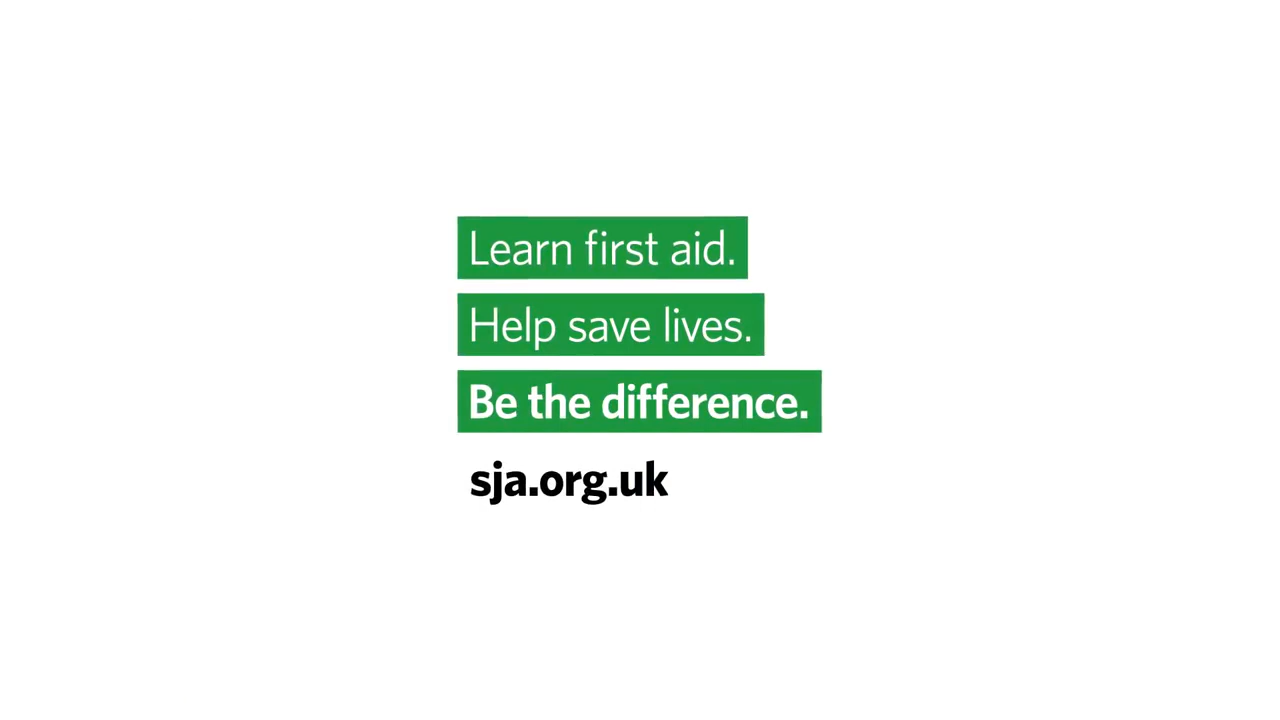 Learn first aid.
Help save lives.
Be the difference.
sja.org.uk